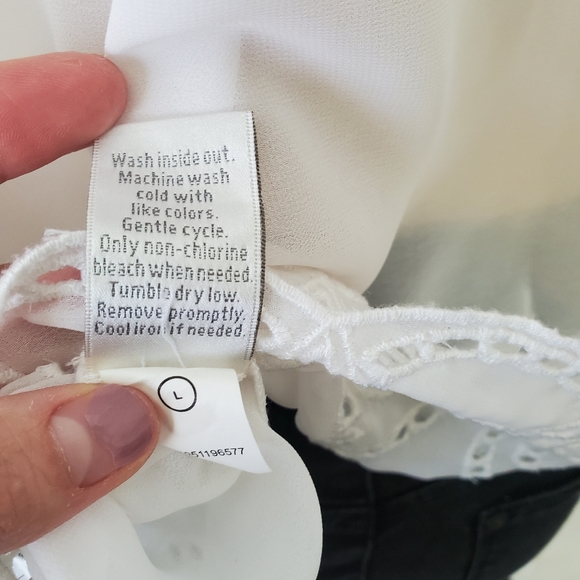 Wash inside out.
Machine wash
cold with
like colors.
Gentle cycle.
Only non-chlorine
bleach when needed.
Tumble dry low.
Remove promptly.
Cool iron if needed.
L
51196577